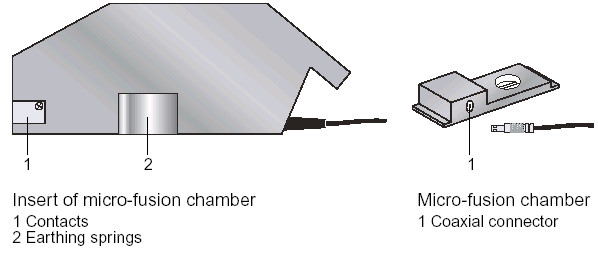 1
2
1
Insert of micro-fusion chamber
1 Contacts
2 Earthing springs
Micro-fusion chamber
1 Coaxial connector